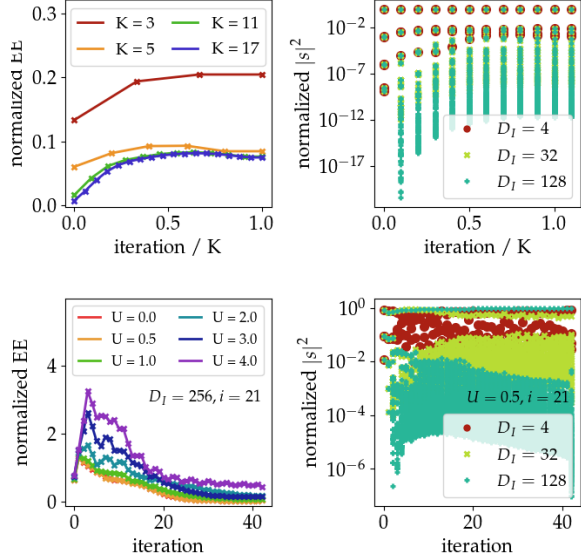 normalized EE
0.3
0.2
0.1
0.0
K = 3
K = 11
K = 5
K = 17
0.0
0.5
1.0
iteration / K
normalized |s|²
10⁻²
10⁻⁷
10⁻¹²
10⁻¹⁷
D_I = 4
D_I = 32
D_I = 128
0.0
0.5
1.0
iteration / K
normalized EE
4
2
0
U = 0.0
U = 2.0
U = 0.5
U = 3.0
U = 1.0
U = 4.0
D_I = 256, i = 21
0
20
40
iteration
normalized |s|²
10⁰
10⁻²
10⁻⁴
10⁻⁶
U = 0.5, i = 21
D_I = 4
D_I = 32
D_I = 128
0
20
40
iteration